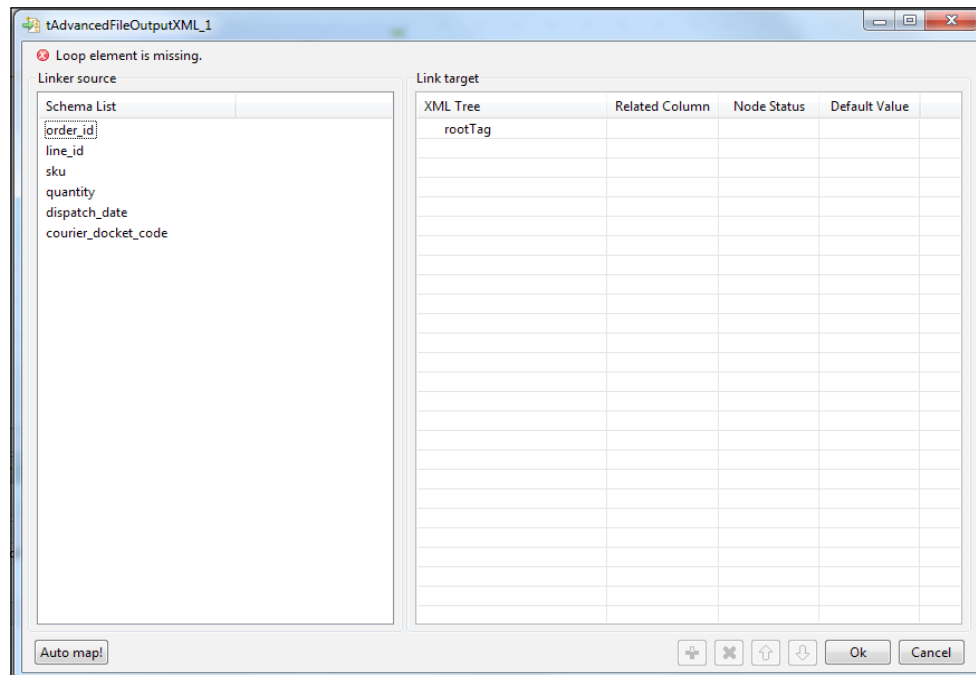 tAdvancedFileOutputXML_1
Loop element is missing.
Linker source
Schema List
order_id
line_id
sku
quantity
dispatch_date
courier_docket_code
Link target
XML Tree Related Column Node Status Default Value
rootTag
Auto map!
Ok
Cancel